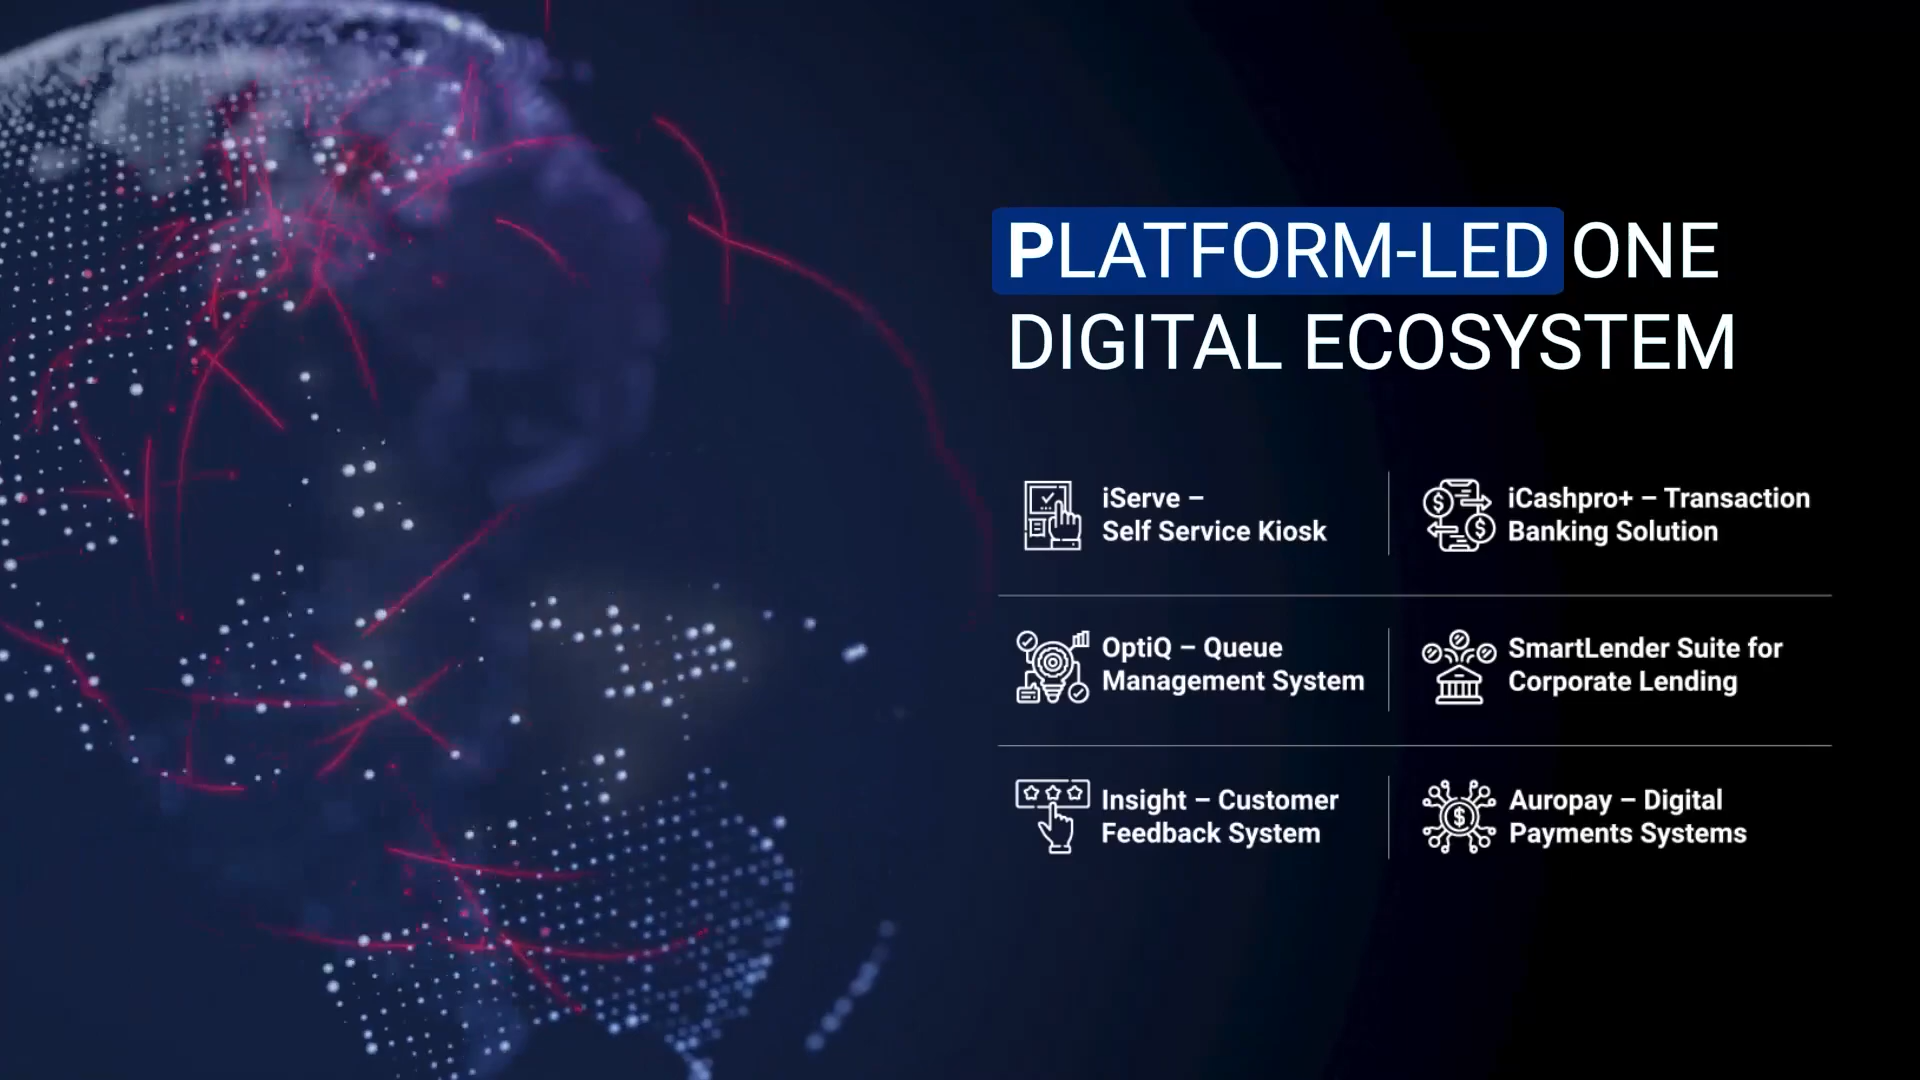 PLATFORM-LED ONE
DIGITAL ECOSYSTEM
iServe –
Self Service Kiosk
iCashpro+ – Transaction
Banking Solution
OptiQ – Queue
Management System
SmartLender Suite for
Corporate Lending
Insight – Customer
Feedback System
Auropay – Digital
Payments Systems